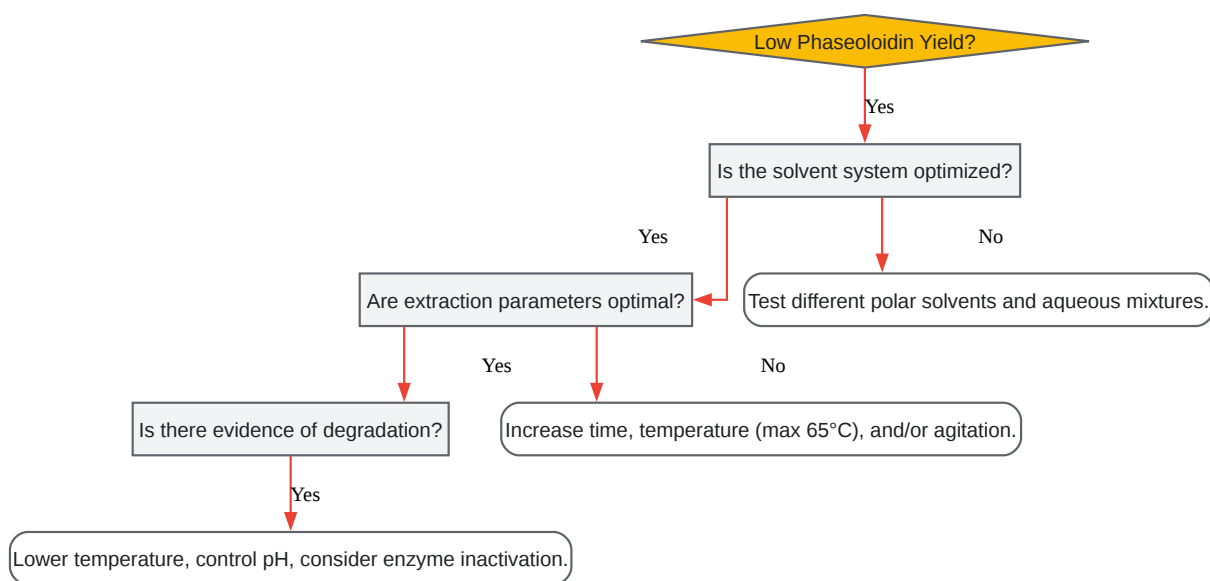 Low Phaseoloidin Yield?
Yes
Is the solvent system optimized?
Yes
No
Are extraction parameters optimal?
Test different polar solvents and aqueous mixtures.
Yes
No
Is there evidence of degradation?
Increase time, temperature (max 65°C), and/or agitation.
Yes
Lower temperature, control pH, consider enzyme inactivation.